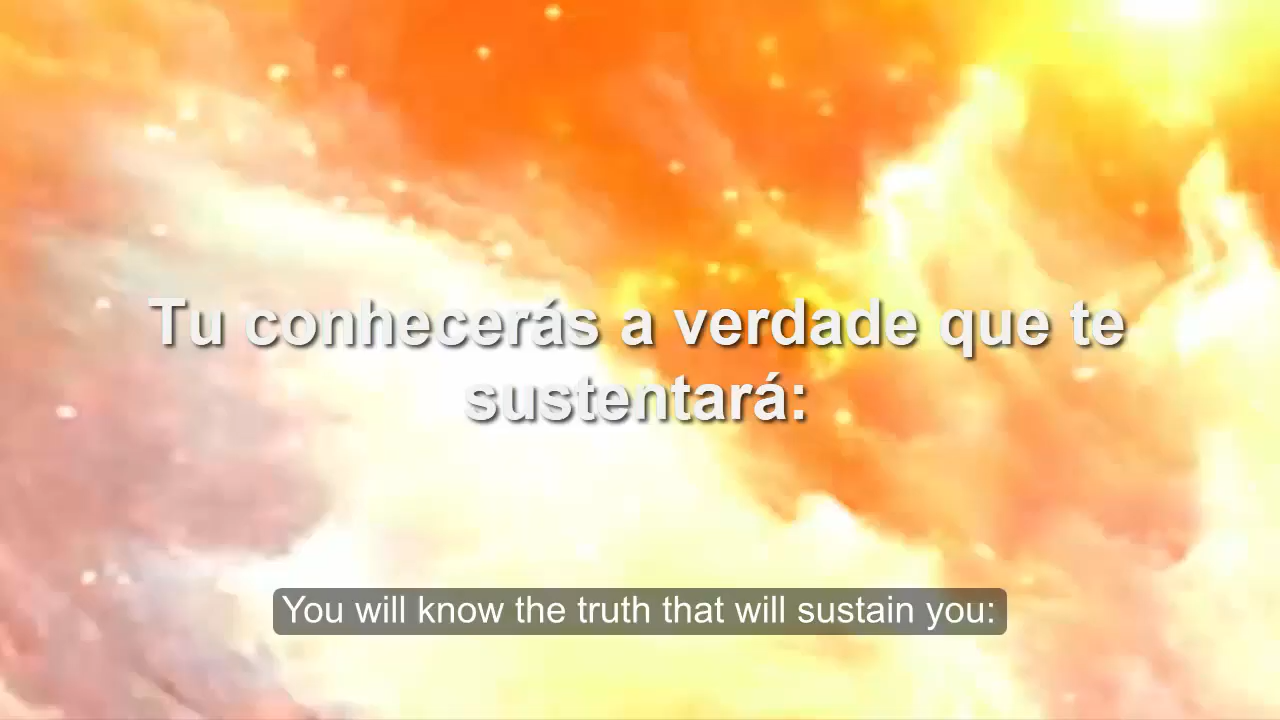 Tu conhecerás a verdade que te
sustentará:
You will know the truth that will sustain you: